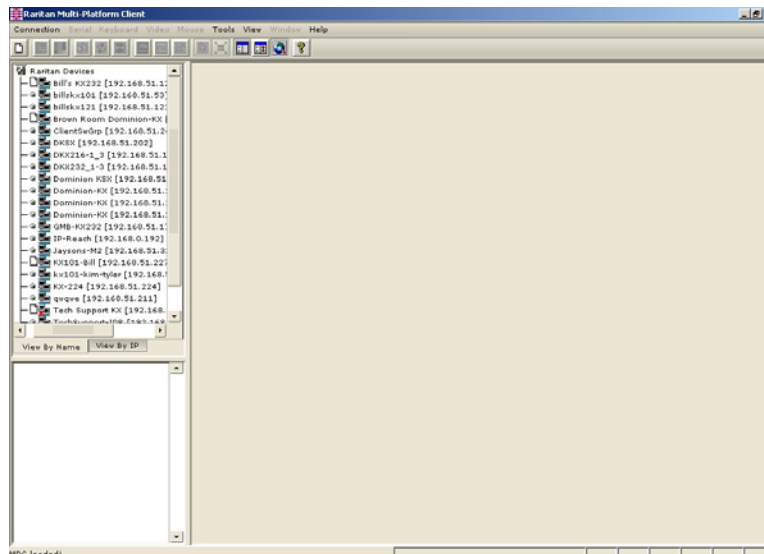 Raritan Multi-Platform Client
Connection Serial Keyboard Video Mouse Tools View Window Help
Raritan Devices
Bill's KX232 [192.168.51.1
billskx101 [192.168.51.53]
billskx121 [192.168.51.12
Brown Room Dominion-KX [
ClientSwGrp [192.168.51.2
DKSX [192.168.51.202]
DKX216-1_3 [192.168.51.1
DKX232_1-3 [192.168.51.1
Dominion KSX [192.168.51
Dominion-KX [192.168.51.
Dominion-KX [192.168.51.
Dominion-KX [192.168.51.
GMB-KX232 [192.168.51.1
IP-Reach [192.168.0.192]
Jaysons-M2 [192.168.51.3
KX101-Bill [192.168.51.227
kx101-kim-tyler [192.168.
KX-224 [192.168.51.224]
qvqve [192.168.51.211]
Tech Support KX [192.168.
View By Name View By IP
MPC loaded!